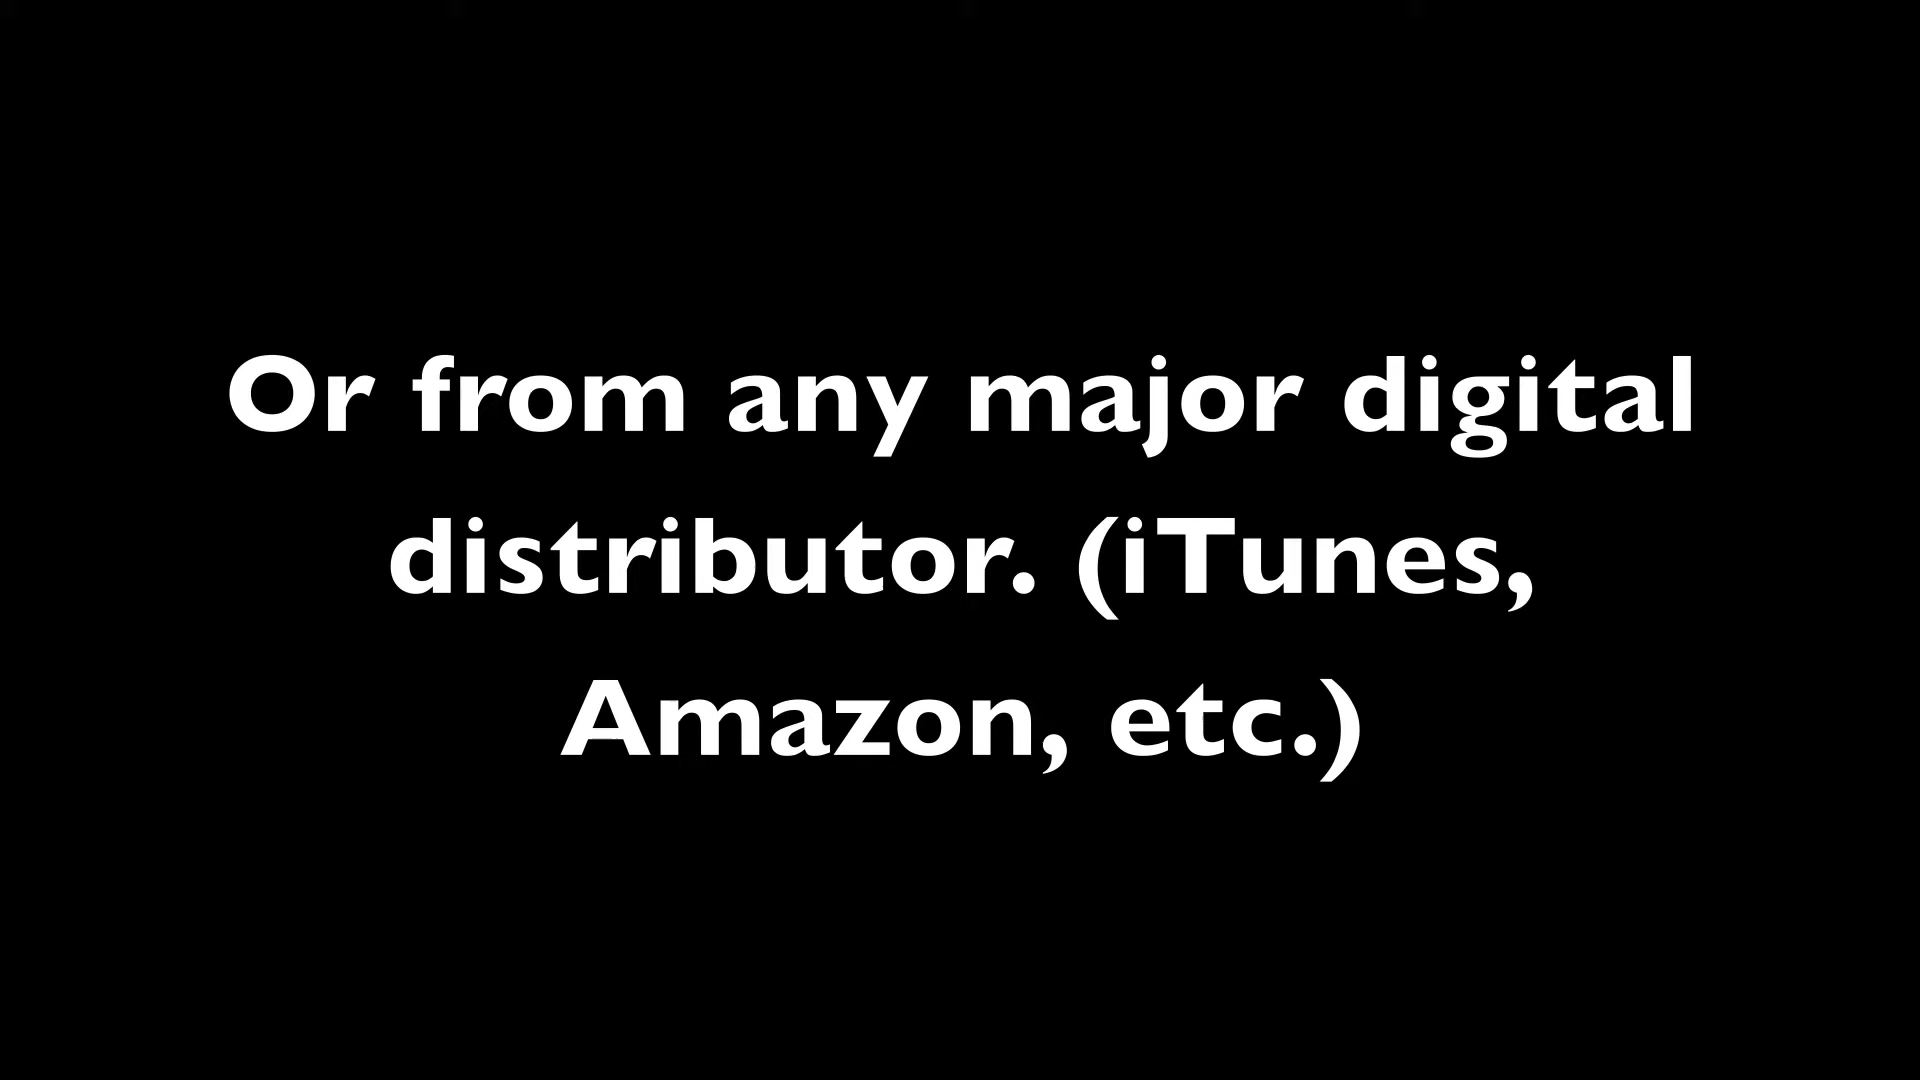 Or from any major digital
distributor. (iTunes,
Amazon, etc.)